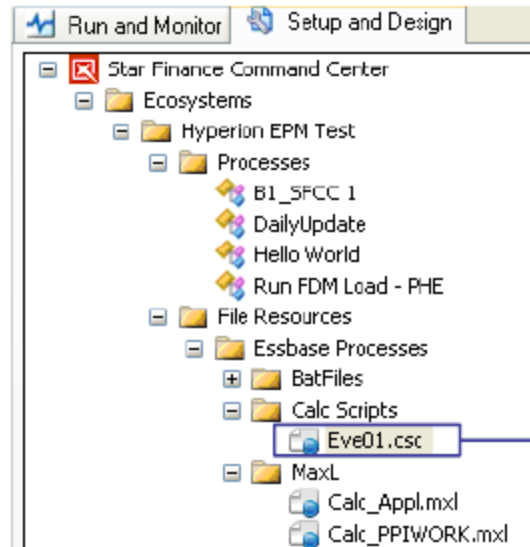 Run and Monitor Setup and Design
Star Finance Command Center
Ecosystems
Hyperion EPM Test
Processes
B1_SFCC 1
DailyUpdate
Hello World
Run FDM Load - PHE
File Resources
Essbase Processes
BatFiles
Calc Scripts
Eve01.csc
MaxL
Calc_Appl.mxl
Calc_PPIWORK.mxl